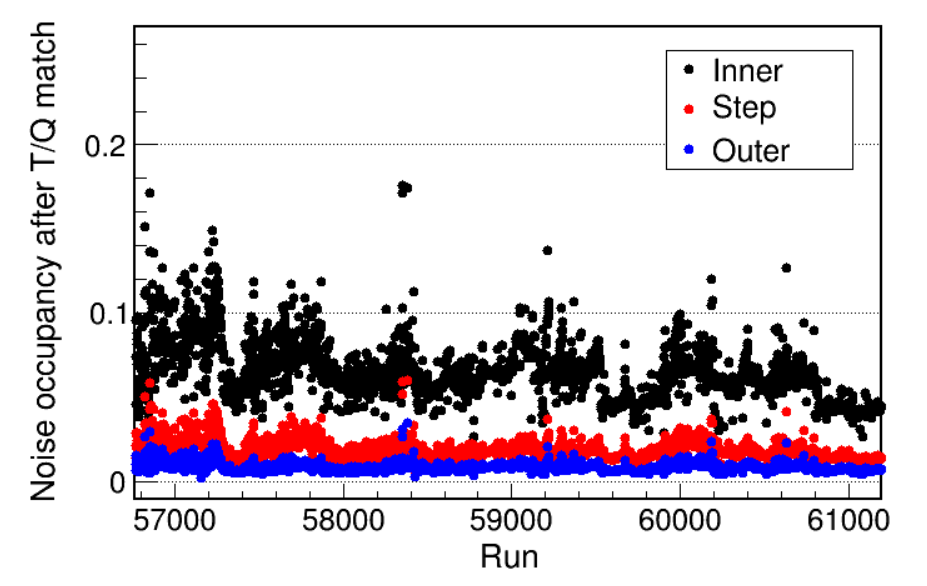 Noise occupancy after T/Q match
Inner
Step
Outer
0.2
0.1
0
57000 58000 59000 60000 61000
Run